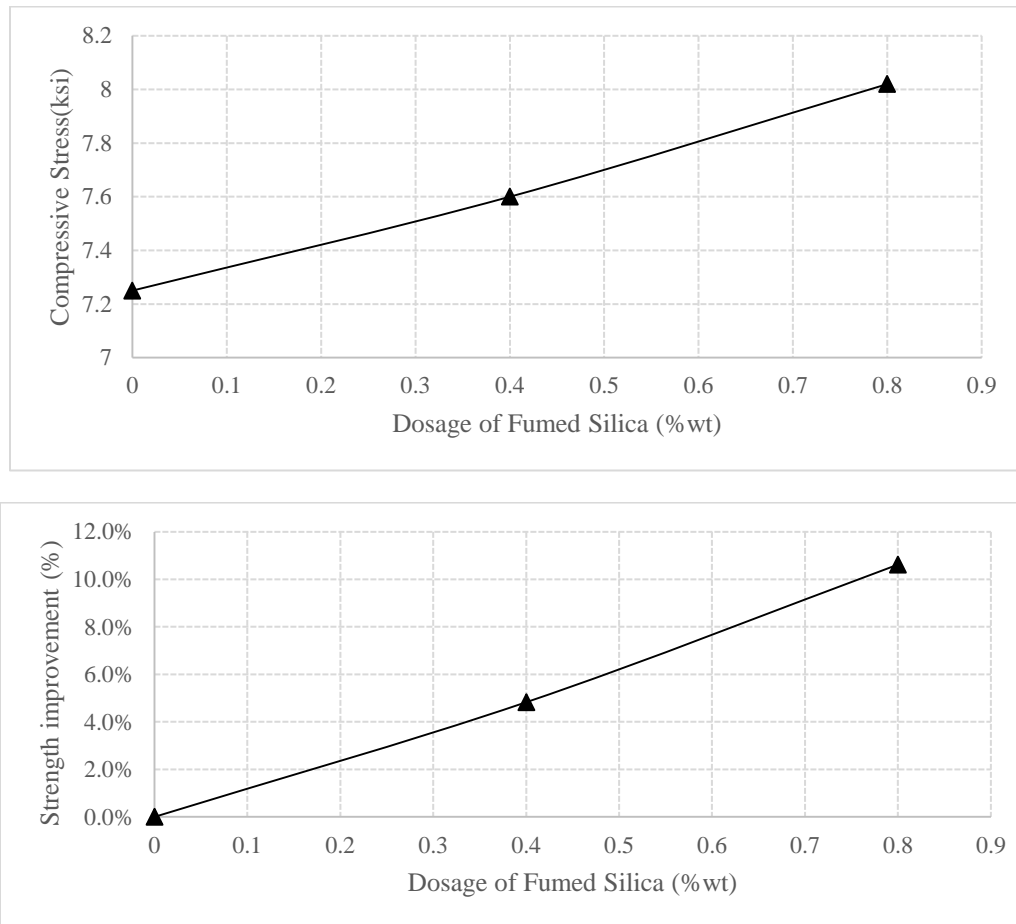 8.2
8
7.8
7.6
7.4
7.2
7
Compressive Stress(ksi)
0 0.1 0.2 0.3 0.4 0.5 0.6 0.7 0.8 0.9
Dosage of Fumed Silica (%wt)
12.0%
10.0%
8.0%
6.0%
4.0%
2.0%
0.0%
Strength improvement (%)
0 0.1 0.2 0.3 0.4 0.5 0.6 0.7 0.8 0.9
Dosage of Fumed Silica (%wt)